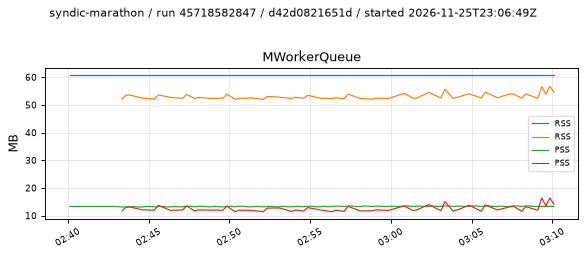 syndic-marathon / run 45718582847 / d42d0821651d / started 2026-11-25T23:06:49Z
MWorkerQueue
MB
60
50
40
30
20
10
RSS
RSS
PSS
PSS
02:40
02:45
02:50
02:55
03:00
03:05
03:10